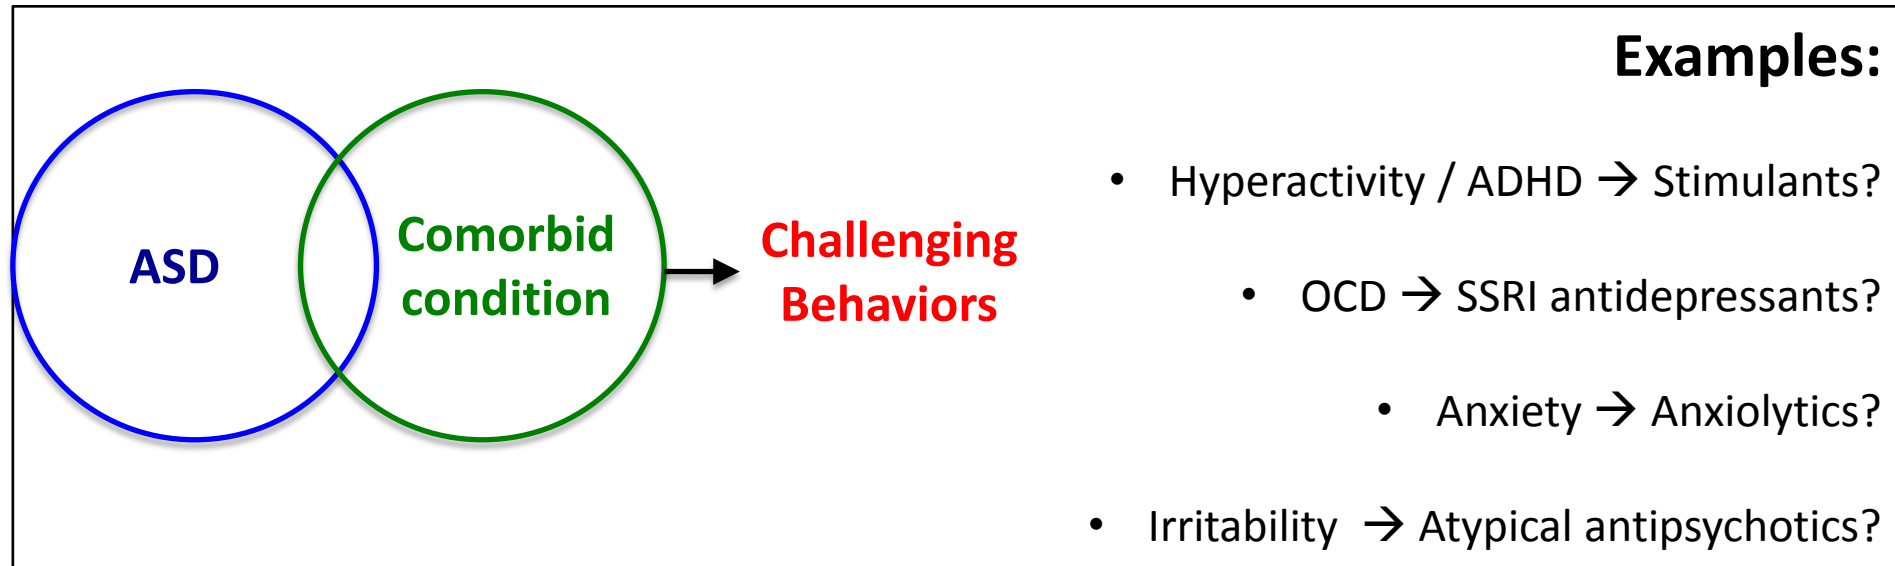 Examples:
ASD
Comorbid
condition
Challenging
Behaviors
• Hyperactivity / ADHD → Stimulants?
• OCD → SSRI antidepressants?
• Anxiety → Anxiolytics?
• Irritability → Atypical antipsychotics?